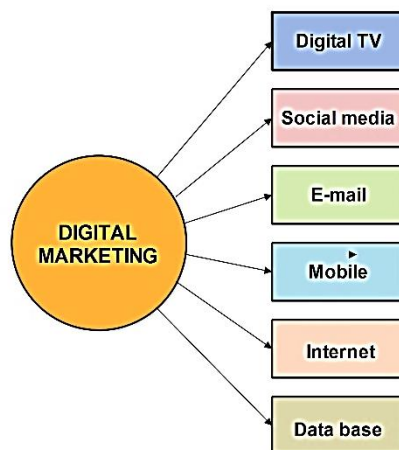 Digital TV
Social media
E-mail
DIGITAL
MARKETING
Mobile
Internet
Data base